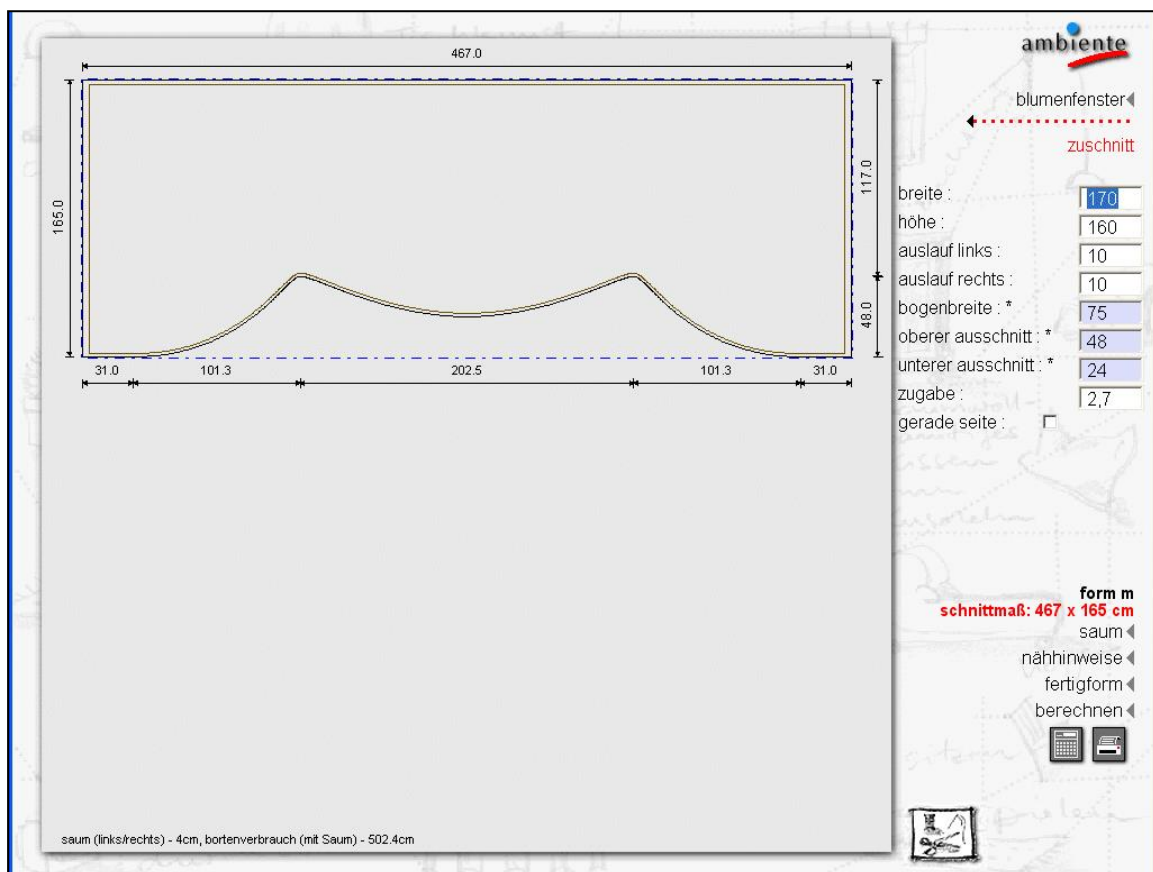 467.0
165.0
117.0
48.0
31.0
101.3
202.5
101.3
31.0
saum (links/rechts) - 4cm, bortenverbrauch (mit Saum) - 502.4cm
ambiente
blumenfenster
zuschnitt
breite : 170
höhe : 160
auslauf links : 10
auslauf rechts : 10
bogenbreite : * 75
oberer ausschnitt : * 48
unterer ausschnitt : * 24
zugabe : 2,7
gerade seite :
form m
schnittmaß: 467 x 165 cm
saum
nähhinweise
fertigform
berechnen